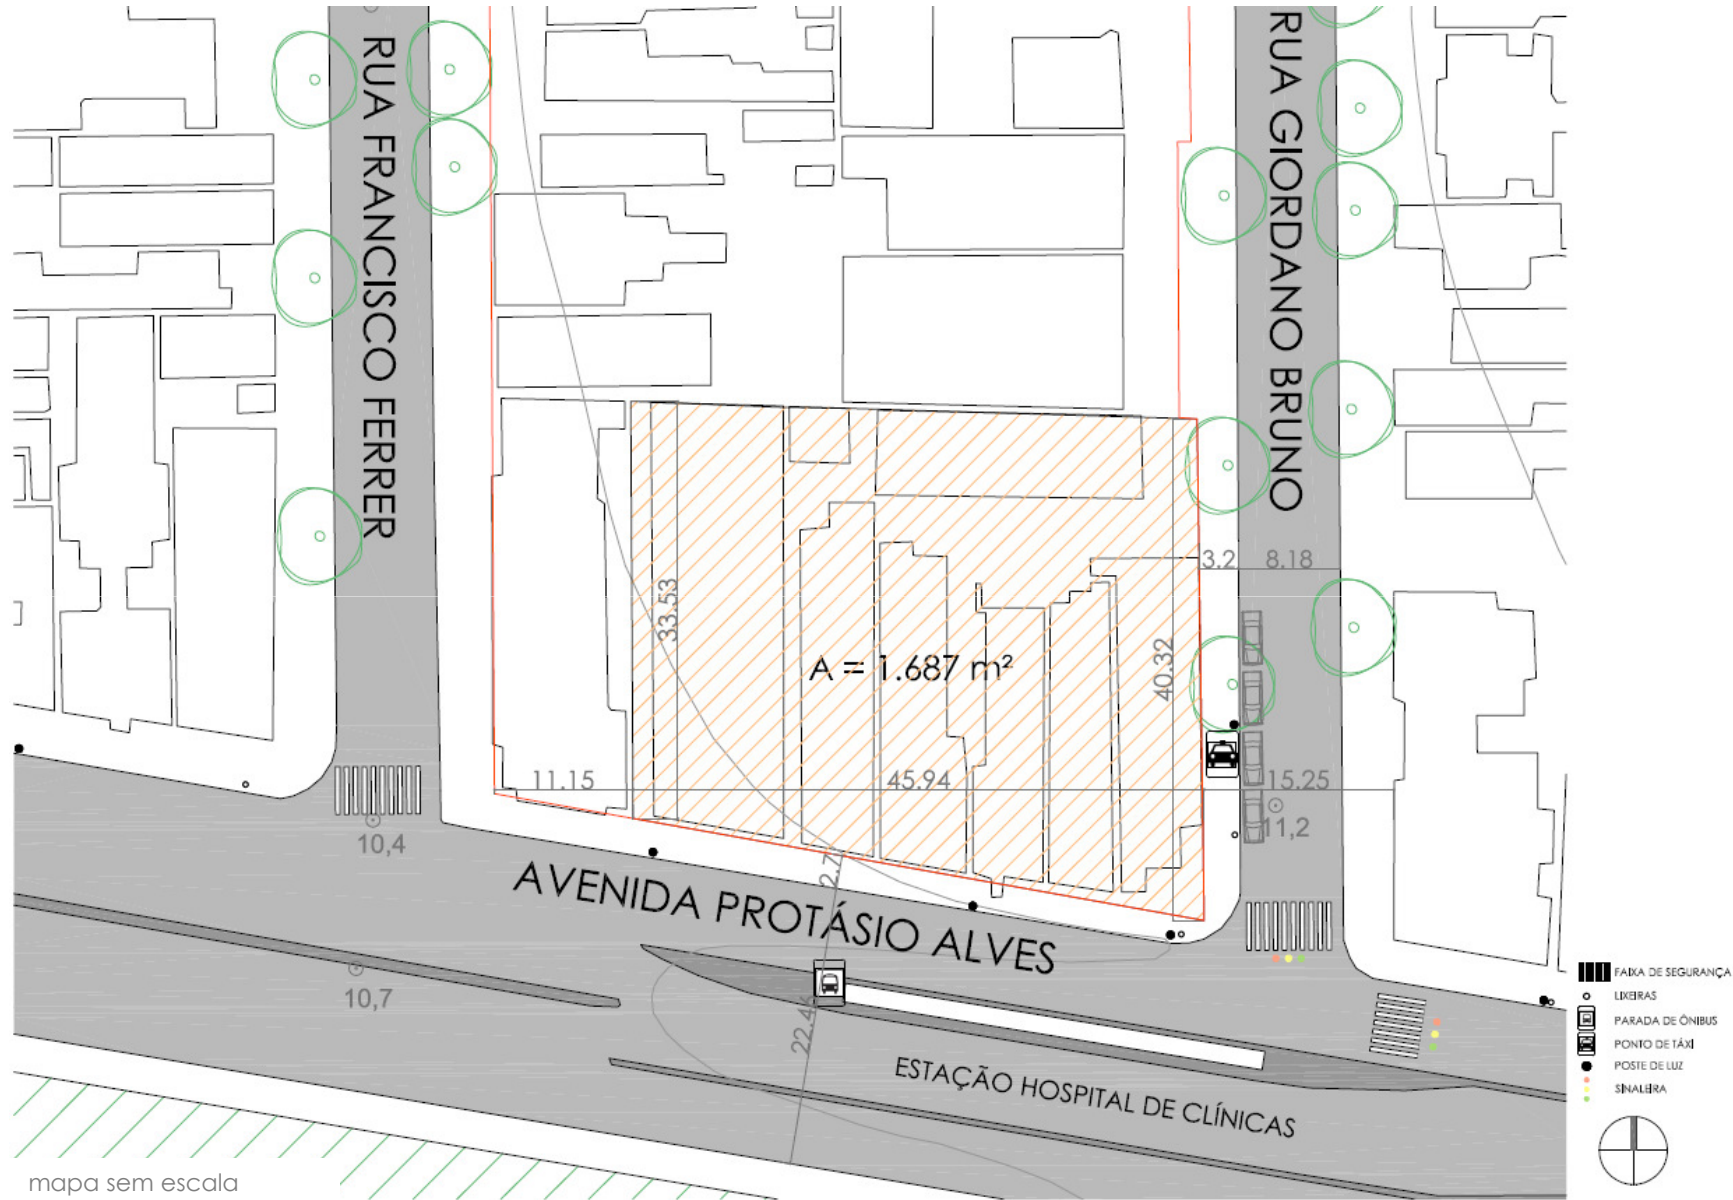 RUA FRANCISCO FERRER
RUA GIORDANO BRUNO
3.2
8.18
33.53
A = 1.687 m²
40.32
11.15
45.94
15.25
10,4
11,2
2.7
AVENIDA PROTÁSIO ALVES
10,7
22.46
ESTAÇÃO HOSPITAL DE CLÍNICAS
FAIXA DE SEGURANÇA
LIXEIRAS
PARADA DE ÔNIBUS
PONTO DE TÁXI
POSTE DE LUZ
SINALEIRA
mapa sem escala